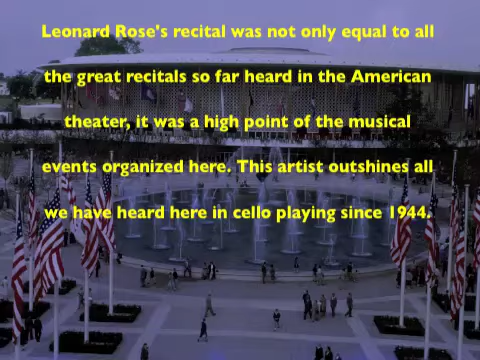 Leonard Rose's recital was not only equal to all
the great recitals so far heard in the American
theater, it was a high point of the musical
events organized here. This artist outshines all
we have heard here in cello playing since 1944.